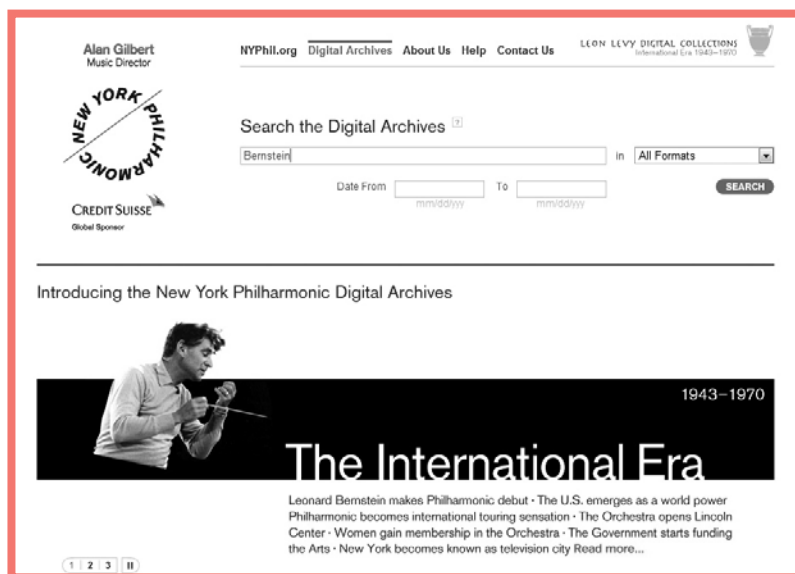 Alan Gilbert
Music Director
NEW YORK PHILHARMONIC
CREDIT SUISSE
Global Sponsor
NYPhil.org Digital Archives About Us Help Contact Us
LEON LEVY DIGITAL COLLECTIONS
International Era 1943–1970
Search the Digital Archives ?
Bernstein in All Formats
Date From To SEARCH
mm/dd/yyy mm/dd/yyy
Introducing the New York Philharmonic Digital Archives
1943–1970
The International Era
Leonard Bernstein makes Philharmonic debut · The U.S. emerges as a world power
Philharmonic becomes international touring sensation · The Orchestra opens Lincoln
Center · Women gain membership in the Orchestra · The Government starts funding
the Arts · New York becomes known as television city Read more...
1 2 3